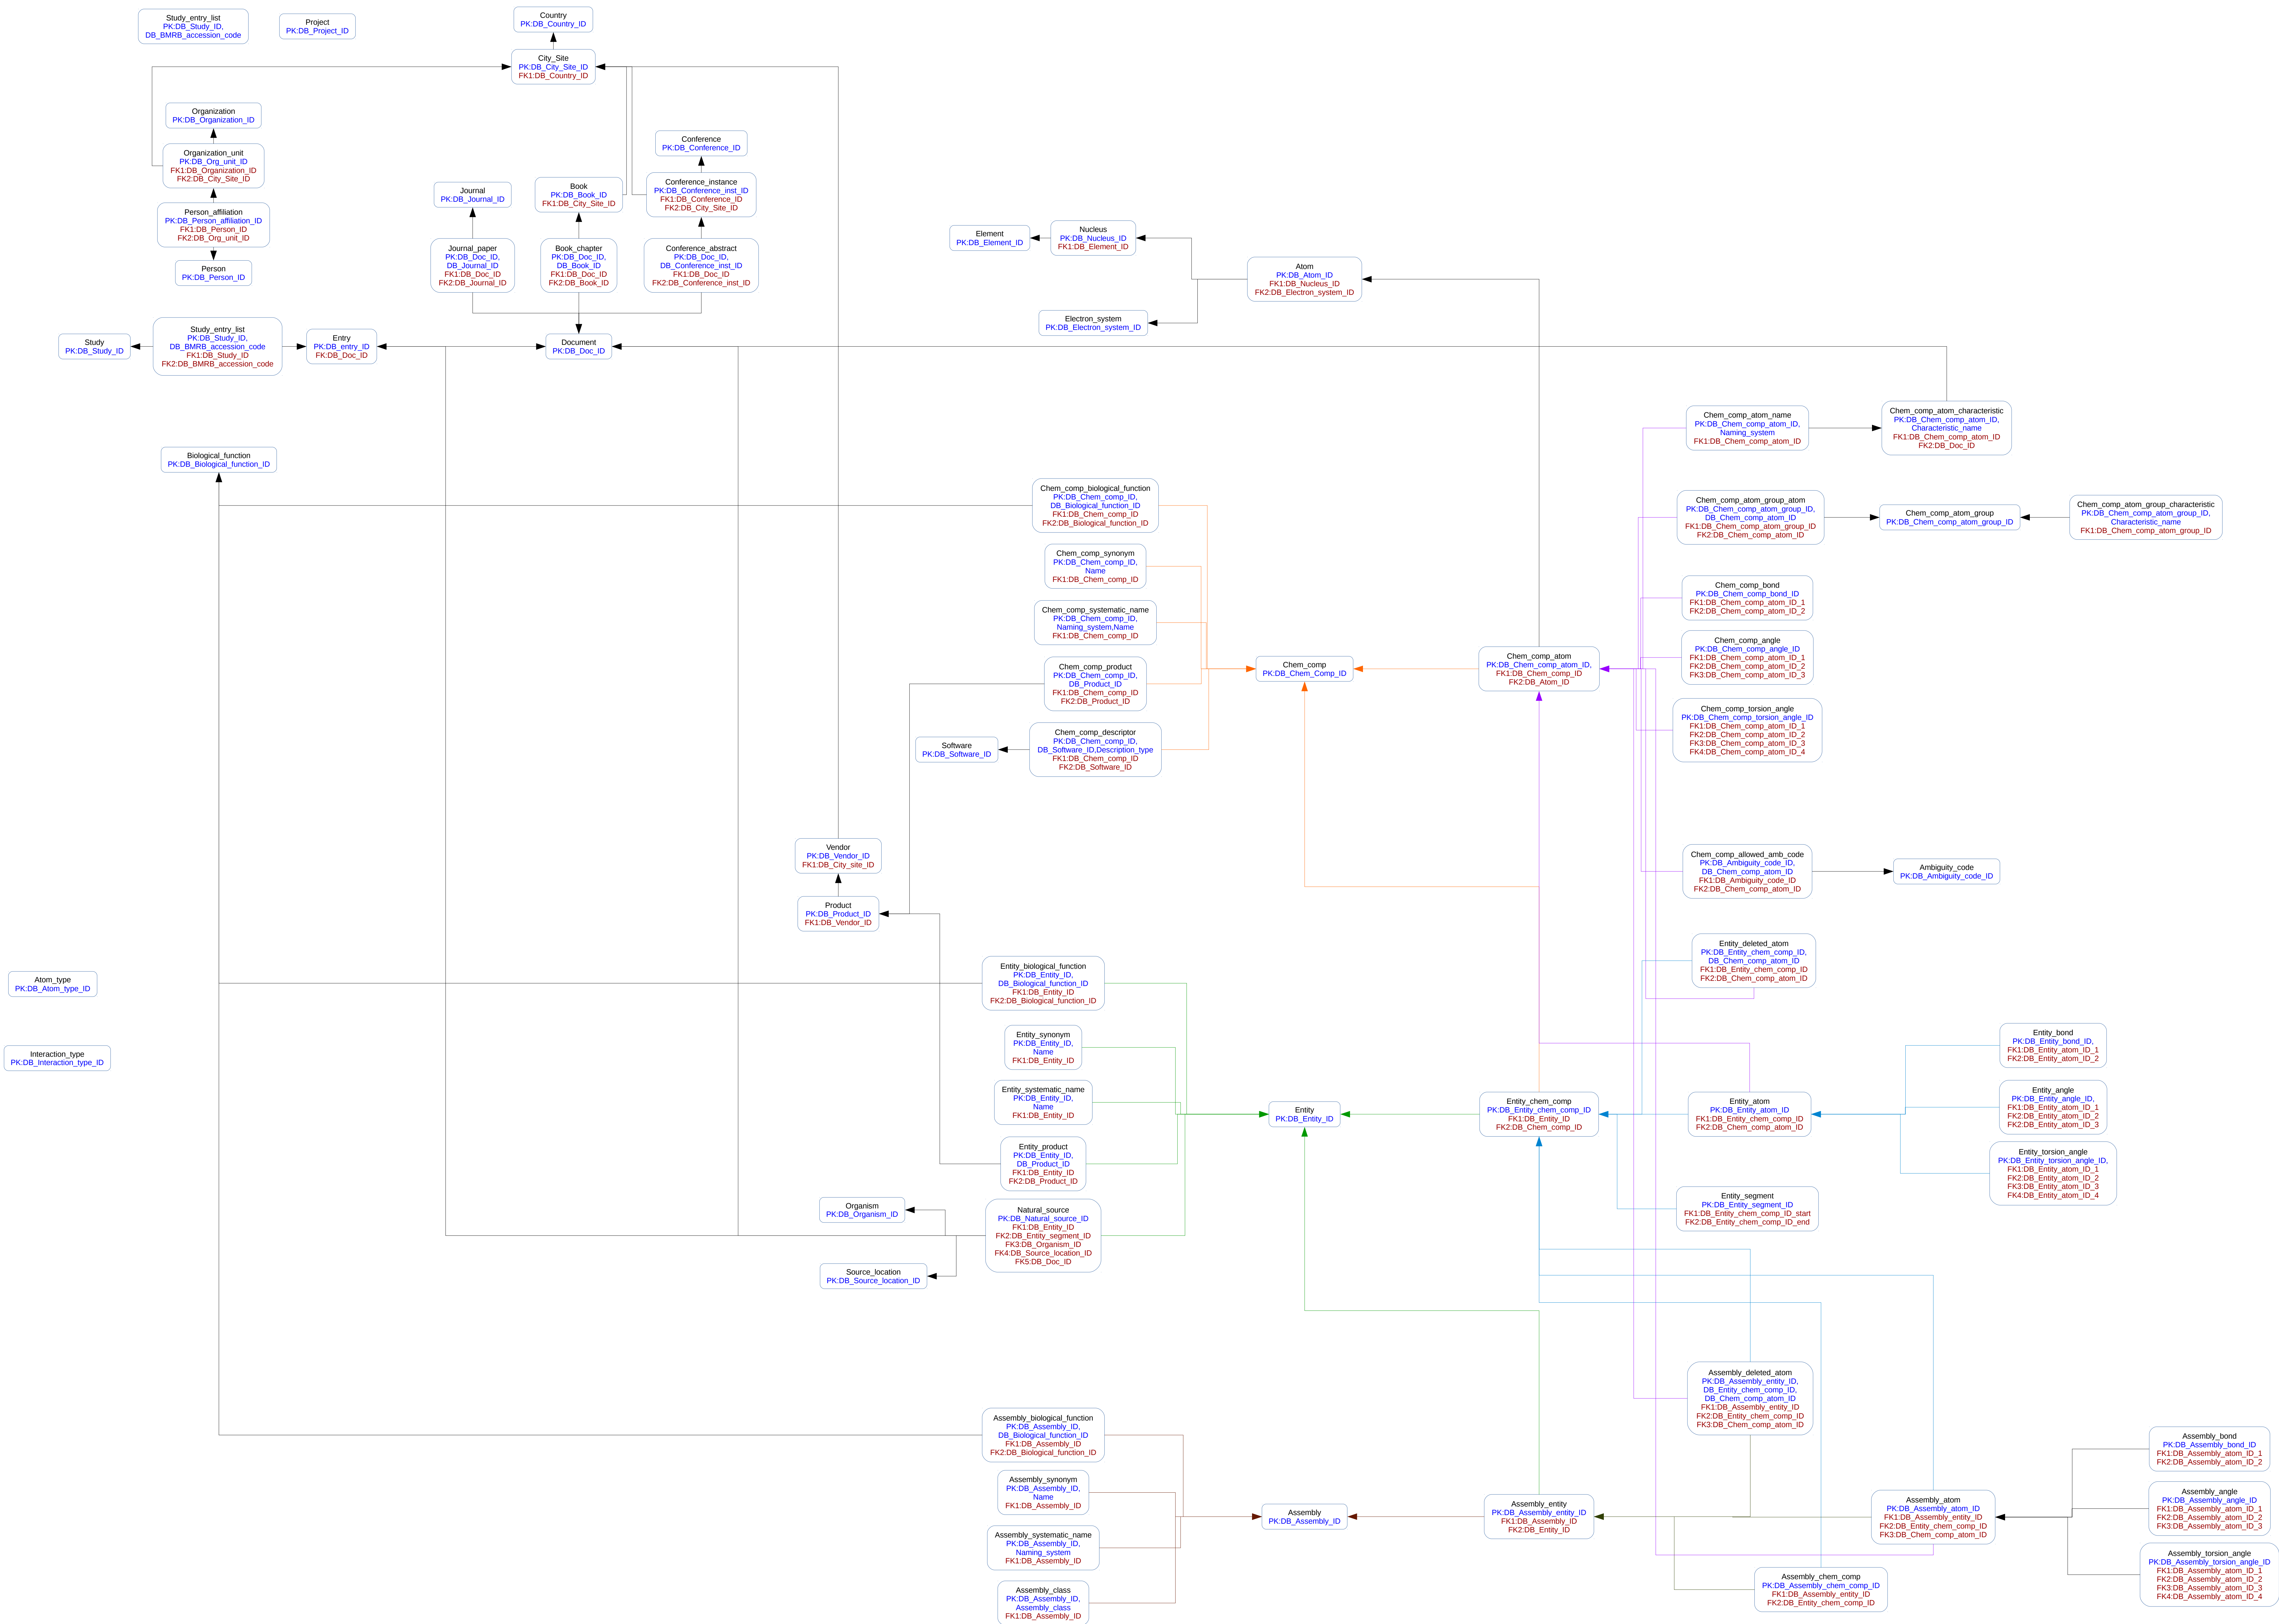 Study_entry_list
PK:DB_Study_ID,
DB_BMRB_accession_code
Project
PK:DB_Project_ID
Country
PK:DB_Country_ID
City_Site
PK:DB_City_Site_ID
FK1:DB_Country_ID
Organization
PK:DB_Organization_ID
Organization_unit
PK:DB_Org_unit_ID
FK1:DB_Organization_ID
FK2:DB_City_Site_ID
Person_affiliation
PK:DB_Person_affiliation_ID
FK1:DB_Person_ID
FK2:DB_Org_unit_ID
Person
PK:DB_Person_ID
Journal
PK:DB_Journal_ID
Book
PK:DB_Book_ID
FK1:DB_City_Site_ID
Conference
PK:DB_Conference_ID
Conference_instance
PK:DB_Conference_inst_ID
FK1:DB_Conference_ID
FK2:DB_City_Site_ID
Journal_paper
PK:DB_Doc_ID,
DB_Journal_ID
FK1:DB_Doc_ID
FK2:DB_Journal_ID
Book_chapter
PK:DB_Doc_ID,
DB_Book_ID
FK1:DB_Doc_ID
FK2:DB_Book_ID
Conference_abstract
PK:DB_Doc_ID,
DB_Conference_inst_ID
FK1:DB_Doc_ID
FK2:DB_Conference_inst_ID
Study
PK:DB_Study_ID
Study_entry_list
PK:DB_Study_ID,
DB_BMRB_accession_code
FK1:DB_Study_ID
FK2:DB_BMRB_accession_code
Entry
PK:DB_entry_ID
FK:DB_Doc_ID
Document
PK:DB_Doc_ID
Element
PK:DB_Element_ID
Nucleus
PK:DB_Nucleus_ID
FK1:DB_Element_ID
Atom
PK:DB_Atom_ID
FK1:DB_Nucleus_ID
FK2:DB_Electron_system_ID
Electron_system
PK:DB_Electron_system_ID
Chem_comp_atom_name
PK:DB_Chem_comp_atom_ID,
Naming_system
FK1:DB_Chem_comp_atom_ID
Chem_comp_atom_characteristic
PK:DB_Chem_comp_atom_ID,
Characteristic_name
FK1:DB_Chem_comp_atom_ID
FK2:DB_Doc_ID
Biological_function
PK:DB_Biological_function_ID
Chem_comp_biological_function
PK:DB_Chem_comp_ID,
DB_Biological_function_ID
FK1:DB_Chem_comp_ID
FK2:DB_Biological_function_ID
Chem_comp_atom_group_atom
PK:DB_Chem_comp_atom_group_ID,
DB_Chem_comp_atom_ID
FK1:DB_Chem_comp_atom_group_ID
FK2:DB_Chem_comp_atom_ID
Chem_comp_atom_group
PK:DB_Chem_comp_atom_group_ID
Chem_comp_atom_group_characteristic
PK:DB_Chem_comp_atom_group_ID,
Characteristic_name
FK1:DB_Chem_comp_atom_group_ID
Chem_comp_synonym
PK:DB_Chem_comp_ID,
Name
FK1:DB_Chem_comp_ID
Chem_comp_bond
PK:DB_Chem_comp_bond_ID
FK1:DB_Chem_comp_atom_ID_1
FK2:DB_Chem_comp_atom_ID_2
Chem_comp_systematic_name
PK:DB_Chem_comp_ID,
Naming_system,Name
FK1:DB_Chem_comp_ID
Chem_comp_angle
PK:DB_Chem_comp_angle_ID
FK1:DB_Chem_comp_atom_ID_1
FK2:DB_Chem_comp_atom_ID_2
FK3:DB_Chem_comp_atom_ID_3
Chem_comp_product
PK:DB_Chem_comp_ID,
DB_Product_ID
FK1:DB_Chem_comp_ID
FK2:DB_Product_ID
Chem_comp
PK:DB_Chem_Comp_ID
Chem_comp_atom
PK:DB_Chem_comp_atom_ID,
FK1:DB_Chem_comp_ID
FK2:DB_Atom_ID
Chem_comp_torsion_angle
PK:DB_Chem_comp_torsion_angle_ID
FK1:DB_Chem_comp_atom_ID_1
FK2:DB_Chem_comp_atom_ID_2
FK3:DB_Chem_comp_atom_ID_3
FK4:DB_Chem_comp_atom_ID_4
Software
PK:DB_Software_ID
Chem_comp_descriptor
PK:DB_Chem_comp_ID,
DB_Software_ID,Description_type
FK1:DB_Chem_comp_ID
FK2:DB_Software_ID
Vendor
PK:DB_Vendor_ID
FK1:DB_City_site_ID
Product
PK:DB_Product_ID
FK1:DB_Vendor_ID
Chem_comp_allowed_amb_code
PK:DB_Ambiguity_code_ID,
DB_Chem_comp_atom_ID
FK1:DB_Ambiguity_code_ID
FK2:DB_Chem_comp_atom_ID
Ambiguity_code
PK:DB_Ambiguity_code_ID
Entity_deleted_atom
PK:DB_Entity_chem_comp_ID,
DB_Chem_comp_atom_ID
FK1:DB_Entity_chem_comp_ID
FK2:DB_Chem_comp_atom_ID
Atom_type
PK:DB_Atom_type_ID
Interaction_type
PK:DB_Interaction_type_ID
Entity_biological_function
PK:DB_Entity_ID,
DB_Biological_function_ID
FK1:DB_Entity_ID
FK2:DB_Biological_function_ID
Entity_synonym
PK:DB_Entity_ID,
Name
FK1:DB_Entity_ID
Entity_systematic_name
PK:DB_Entity_ID,
Name
FK1:DB_Entity_ID
Entity_product
PK:DB_Entity_ID,
DB_Product_ID
FK1:DB_Entity_ID
FK2:DB_Product_ID
Entity
PK:DB_Entity_ID
Entity_chem_comp
PK:DB_Entity_chem_comp_ID
FK1:DB_Entity_ID
FK2:DB_Chem_comp_ID
Entity_atom
PK:DB_Entity_atom_ID
FK1:DB_Entity_chem_comp_ID
FK2:DB_Chem_comp_atom_ID
Entity_bond
PK:DB_Entity_bond_ID,
FK1:DB_Entity_atom_ID_1
FK2:DB_Entity_atom_ID_2
Entity_angle
PK:DB_Entity_angle_ID,
FK1:DB_Entity_atom_ID_1
FK2:DB_Entity_atom_ID_2
FK2:DB_Entity_atom_ID_3
Entity_torsion_angle
PK:DB_Entity_torsion_angle_ID,
FK1:DB_Entity_atom_ID_1
FK2:DB_Entity_atom_ID_2
FK3:DB_Entity_atom_ID_3
FK4:DB_Entity_atom_ID_4
Organism
PK:DB_Organism_ID
Source_location
PK:DB_Source_location_ID
Natural_source
PK:DB_Natural_source_ID
FK1:DB_Entity_ID
FK2:DB_Entity_segment_ID
FK3:DB_Organism_ID
FK4:DB_Source_location_ID
FK5:DB_Doc_ID
Entity_segment
PK:DB_Entity_segment_ID
FK1:DB_Entity_chem_comp_ID_start
FK2:DB_Entity_chem_comp_ID_end
Assembly_deleted_atom
PK:DB_Assembly_entity_ID,
DB_Entity_chem_comp_ID,
DB_Chem_comp_atom_ID
FK1:DB_Assembly_entity_ID
FK2:DB_Entity_chem_comp_ID
FK3:DB_Chem_comp_atom_ID
Assembly_biological_function
PK:DB_Assembly_ID,
DB_Biological_function_ID
FK1:DB_Assembly_ID
FK2:DB_Biological_function_ID
Assembly_synonym
PK:DB_Assembly_ID,
Name
FK1:DB_Assembly_ID
Assembly_systematic_name
PK:DB_Assembly_ID,
Naming_system
FK1:DB_Assembly_ID
Assembly_class
PK:DB_Assembly_ID,
Assembly_class
FK1:DB_Assembly_ID
Assembly
PK:DB_Assembly_ID
Assembly_entity
PK:DB_Assembly_entity_ID
FK1:DB_Assembly_ID
FK2:DB_Entity_ID
Assembly_atom
PK:DB_Assembly_atom_ID
FK1:DB_Assembly_entity_ID
FK2:DB_Entity_chem_comp_ID
FK3:DB_Chem_comp_atom_ID
Assembly_chem_comp
PK:DB_Assembly_chem_comp_ID
FK1:DB_Assembly_entity_ID
FK2:DB_Entity_chem_comp_ID
Assembly_bond
PK:DB_Assembly_bond_ID
FK1:DB_Assembly_atom_ID_1
FK2:DB_Assembly_atom_ID_2
Assembly_angle
PK:DB_Assembly_angle_ID
FK1:DB_Assembly_atom_ID_1
FK2:DB_Assembly_atom_ID_2
FK3:DB_Assembly_atom_ID_3
Assembly_torsion_angle
PK:DB_Assembly_torsion_angle_ID
FK1:DB_Assembly_atom_ID_1
FK2:DB_Assembly_atom_ID_2
FK3:DB_Assembly_atom_ID_3
FK4:DB_Assembly_atom_ID_4